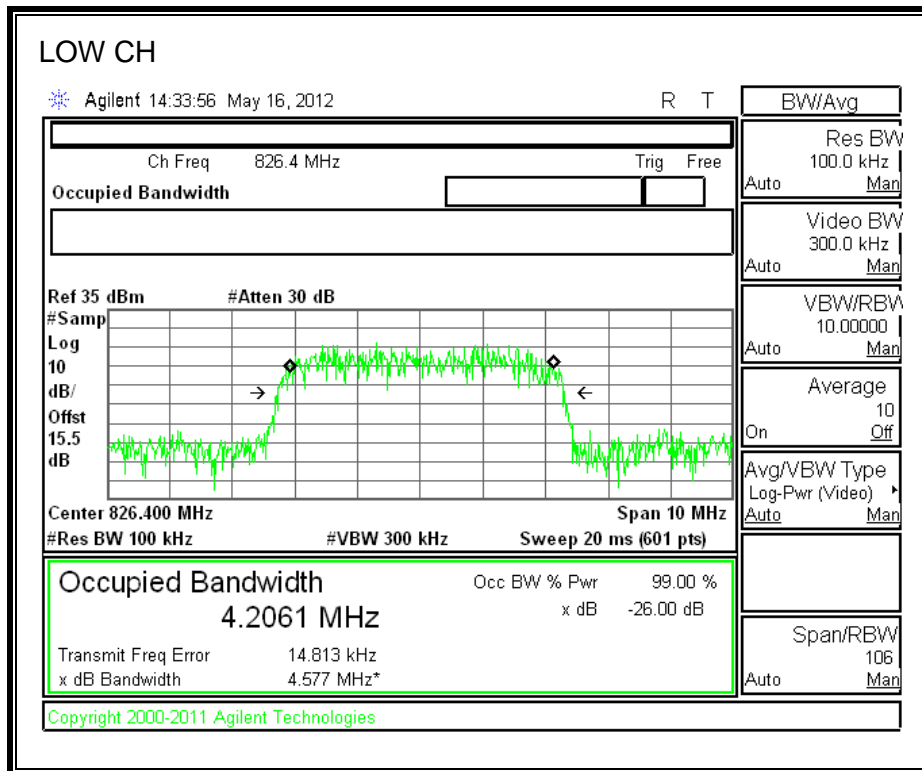 LOW CH
Agilent 14:33:56 May 16, 2012 R T
Ch Freq 826.4 MHz Trig Free
Occupied Bandwidth
Ref 35 dBm #Atten 30 dB
#Samp
Log
10
dB/
Offst
15.5
dB
Center 826.400 MHz Span 10 MHz
#Res BW 100 kHz #VBW 300 kHz Sweep 20 ms (601 pts)
Occupied Bandwidth
4.2061 MHz
Occ BW % Pwr 99.00 %
x dB -26.00 dB
Transmit Freq Error 14.813 kHz
x dB Bandwidth 4.577 MHz*
Copyright 2000-2011 Agilent Technologies
BW/Avg
Res BW
100.0 kHz
Auto Man
Video BW
300.0 kHz
Auto Man
VBW/RBW
10.00000
Auto Man
Average
10
On Off
Avg/VBW Type
Log-Pwr (Video)
Auto Man
Span/RBW
106
Auto Man